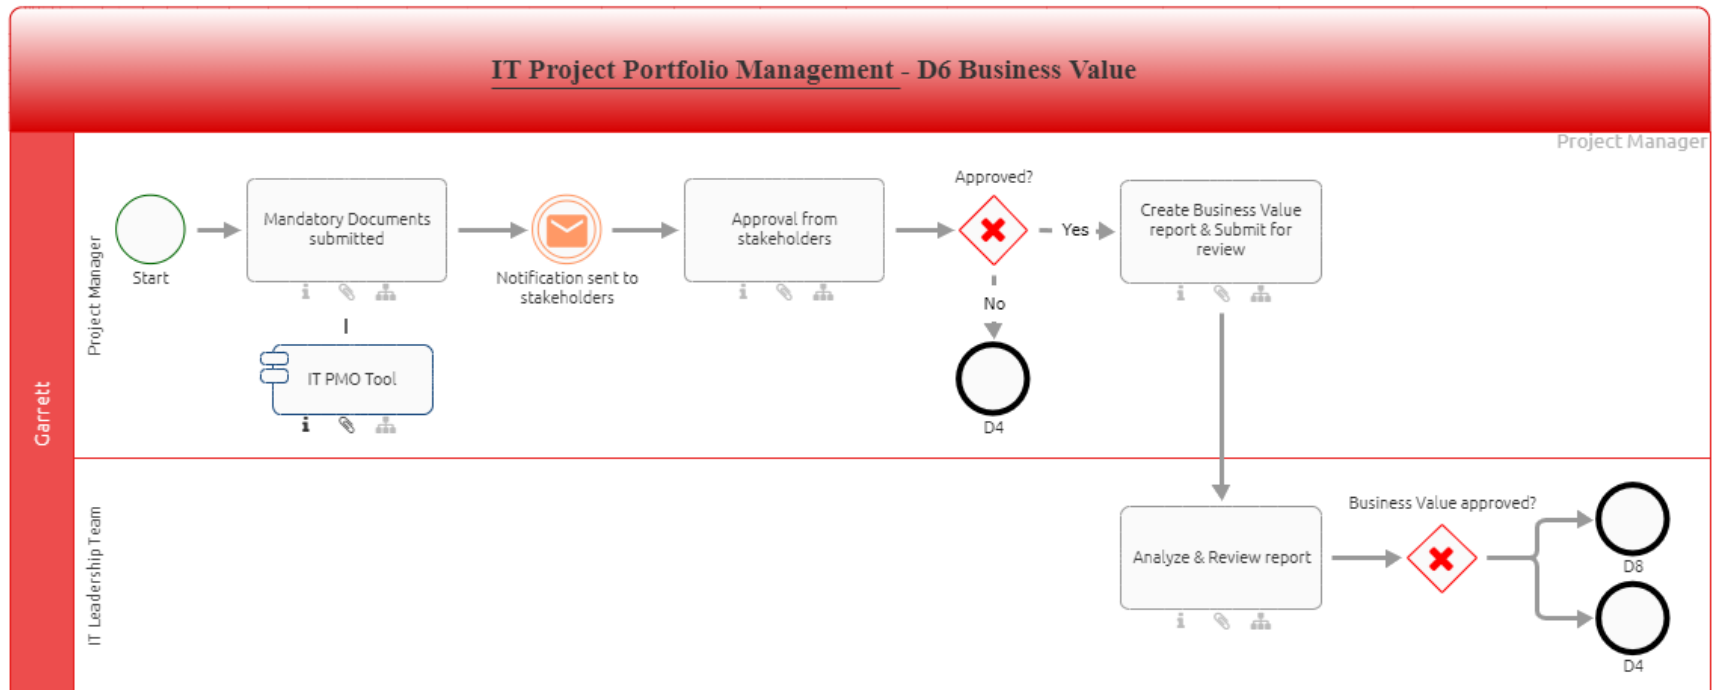 IT Project Portfolio Management - D6 Business Value
Project Manager
Garrett
Project Manager
Start
Mandatory Documents
submitted
IT PMO Tool
Notification sent to
stakeholders
Approval from
stakeholders
Approved?
Yes
No
D4
Create Business Value
report & Submit for
review
IT Leadership Team
Analyze & Review report
Business Value approved?
D8
D4